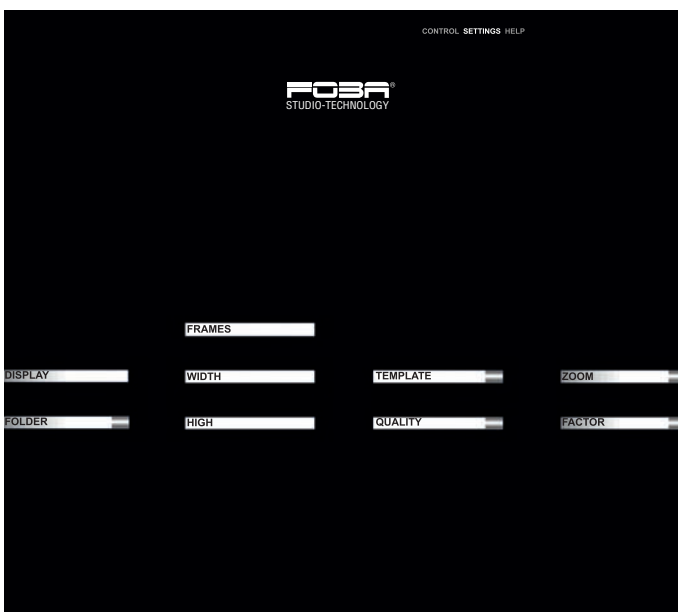 CONTROL SETTINGS HELP
FOBA®
STUDIO-TECHNOLOGY
FRAMES
DISPLAY WIDTH TEMPLATE ZOOM
FOLDER HIGH QUALITY FACTOR